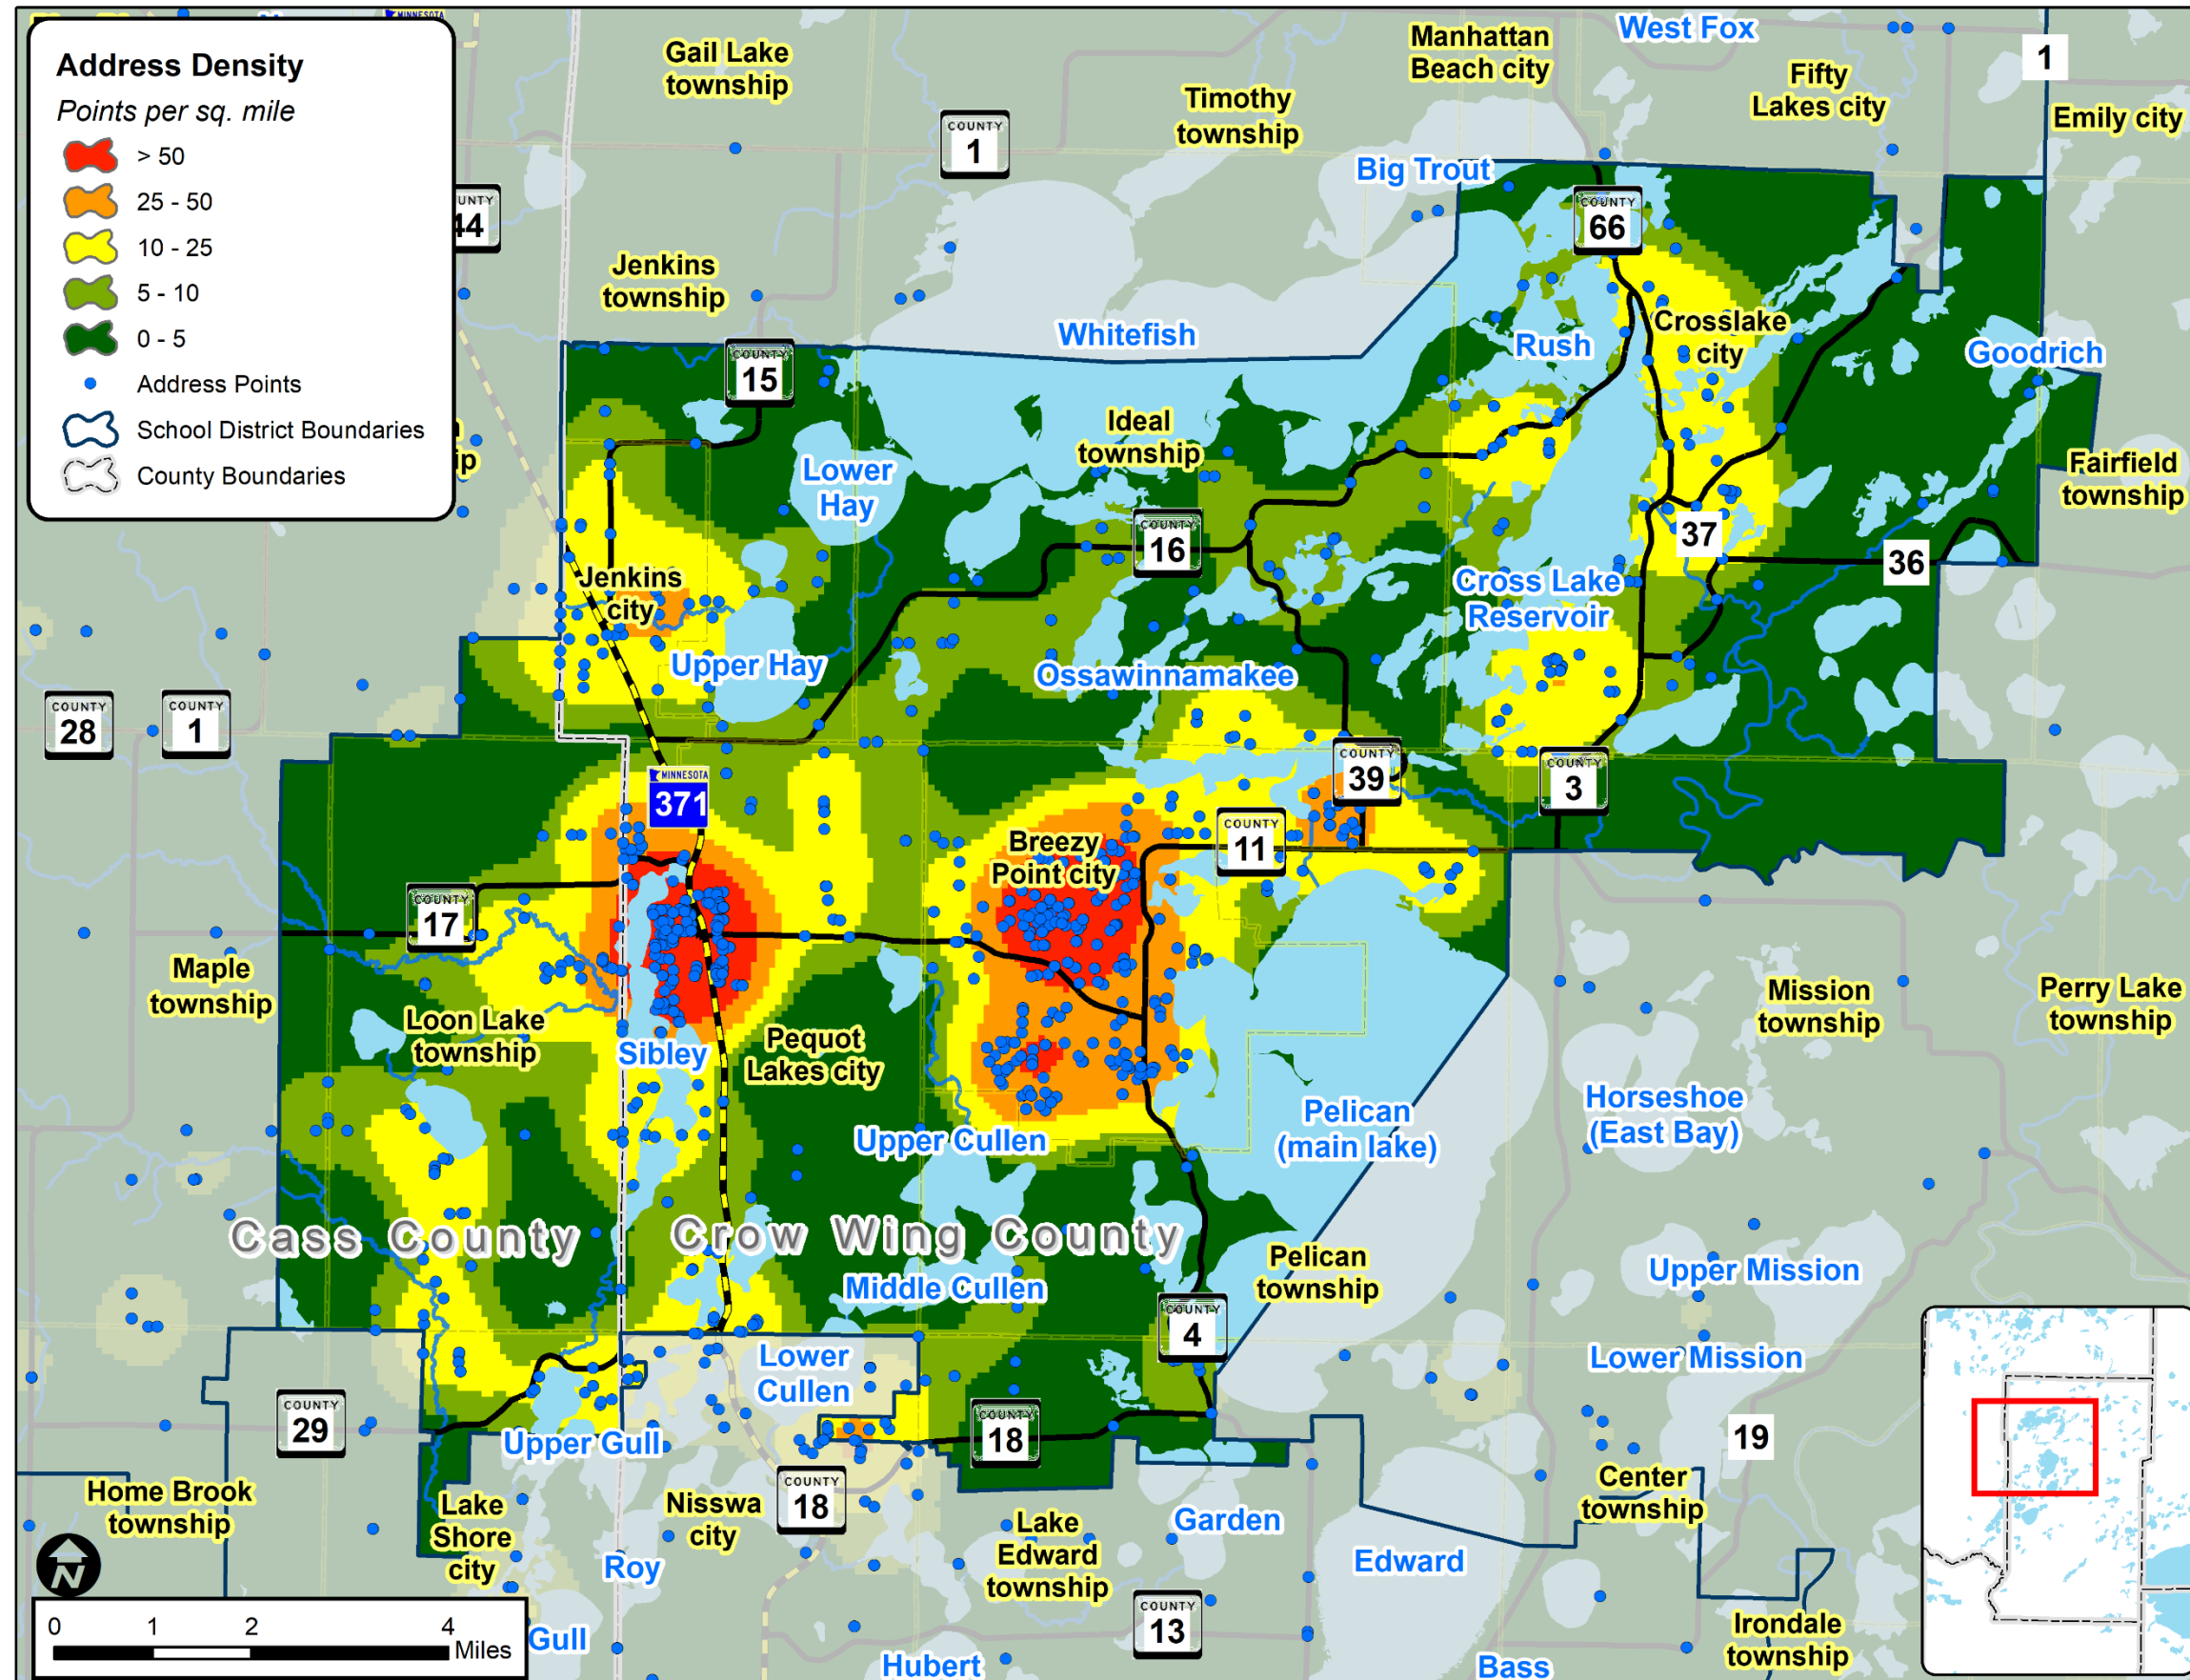 Address Density
Points per sq. mile
> 50
25 - 50
10 - 25
5 - 10
0 - 5
Address Points
School District Boundaries
County Boundaries
MINNESOTA
Gail Lake
township
Manhattan
Beach city
West Fox
Fifty
Lakes city
1
Emily city
COUNTY
1
Timothy
township
Big Trout
COUNTY
66
44
Jenkins
township
Whitefish
Rush
Crosslake
city
Goodrich
COUNTY
15
Ideal
township
Lower
Hay
Fairfield
township
COUNTY
16
37
36
Jenkins
city
Cross Lake
Reservoir
Upper Hay
Ossawinnamakee
COUNTY
28
COUNTY
1
MINNESOTA
371
COUNTY
39
COUNTY
3
Breezy
Point city
COUNTY
11
COUNTY
17
Maple
township
Loon Lake
township
Sibley
Pequot
Lakes city
Mission
township
Perry Lake
township
Upper Cullen
Pelican
(main lake)
Horseshoe
(East Bay)
Cass County
Crow Wing County
Middle Cullen
Pelican
township
Upper Mission
COUNTY
4
Lower
Cullen
Lower Mission
COUNTY
29
Upper Gull
COUNTY
18
19
Home Brook
township
Lake
Shore
city
Nisswa
city
COUNTY
18
Center
township
Lake
Edward
township
Garden
Roy
Edward
N
0 1 2 4
Miles
Gull
COUNTY
13
Irondale
township
Hubert
Bass